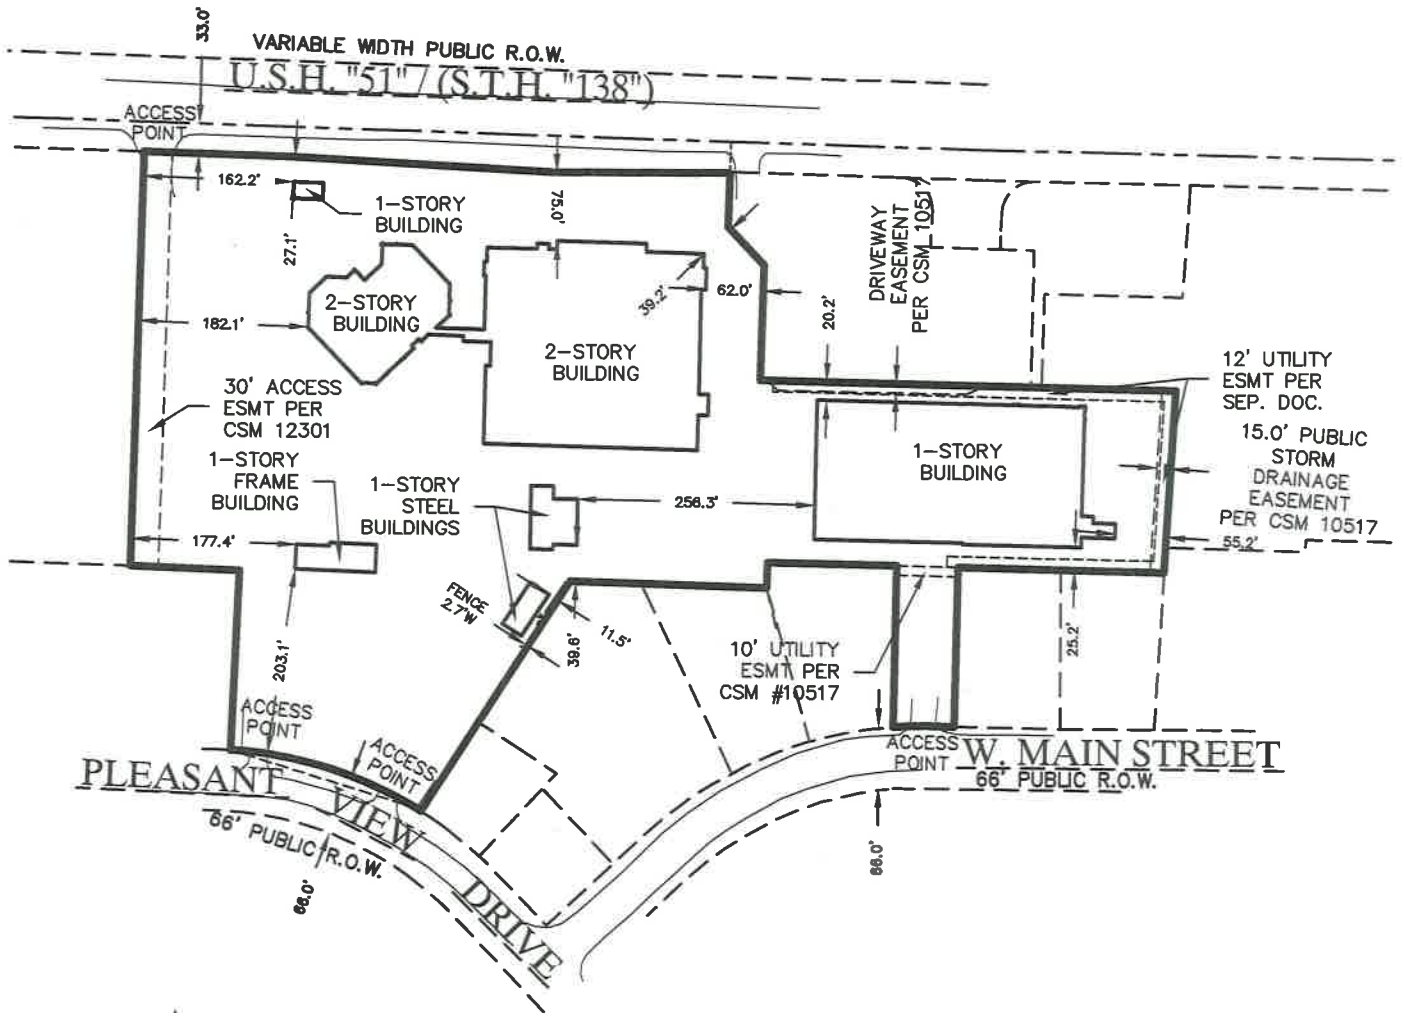 33.0'
VARIABLE WIDTH PUBLIC R.O.W.
U.S.H. "51" / (S.T.H. "138")
ACCESS
POINT
162.2'
1-STORY
BUILDING
27.1'
75.0'
2-STORY
BUILDING
182.1'
39.2'
62.0'
20.2'
DRIVEWAY
EASEMENT
PER CSM 10517
2-STORY
BUILDING
12' UTILITY
ESMT PER
SEP. DOC.
30' ACCESS
ESMT PER
CSM 12301
15.0' PUBLIC
STORM
DRAINAGE
EASEMENT
PER CSM 10517
1-STORY
FRAME
BUILDING
1-STORY
STEEL
BUILDINGS
1-STORY
BUILDING
256.3'
177.4'
55.2'
FENCE
2.7'W
11.5'
39.6'
203.1'
10' UTILITY
ESMT PER
CSM #10517
25.2'
ACCESS
POINT
ACCESS
POINT
ACCESS
POINT
W. MAIN STREET
66' PUBLIC R.O.W.
PLEASANT
VIEW
DRIVE
66' PUBLIC R.O.W.
66.0'
66.0'